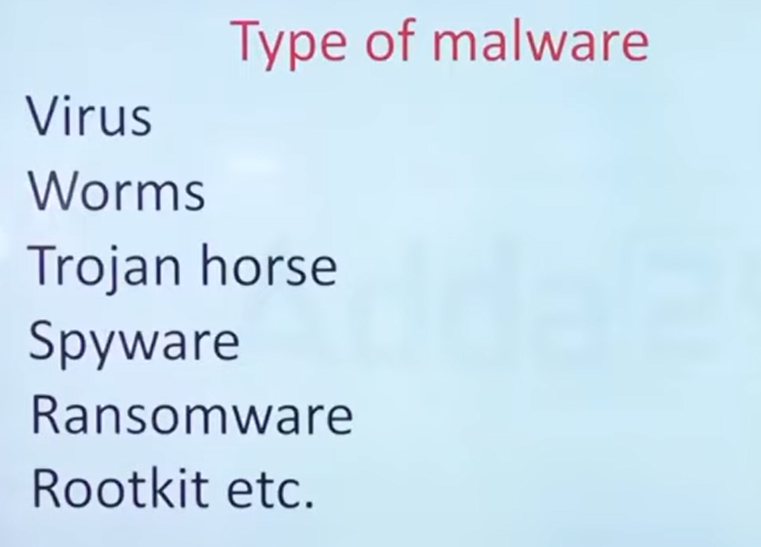 Type of malware
Virus
Worms
Trojan horse
Spyware
Ransomware
Rootkit etc.